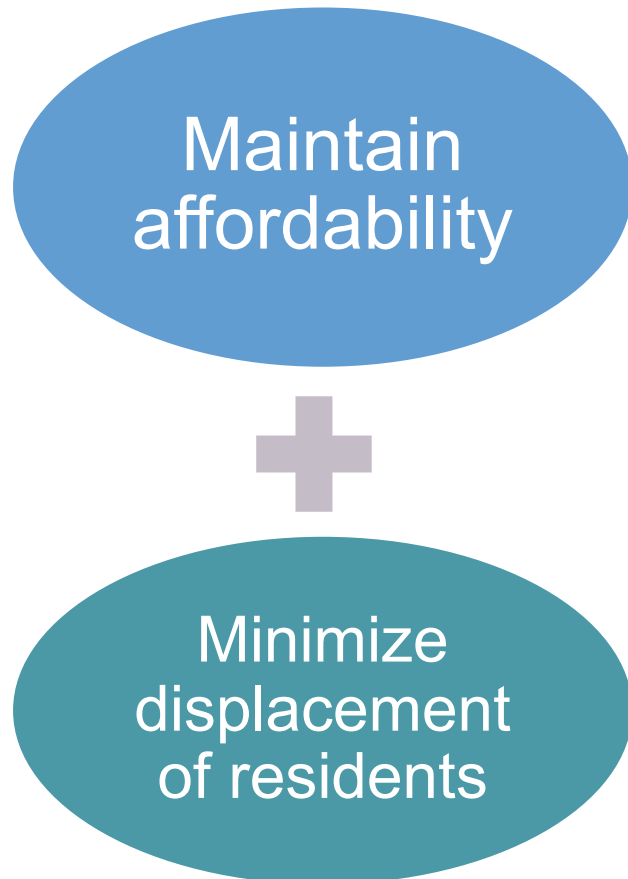 Maintain
affordability
Minimize
displacement
of residents